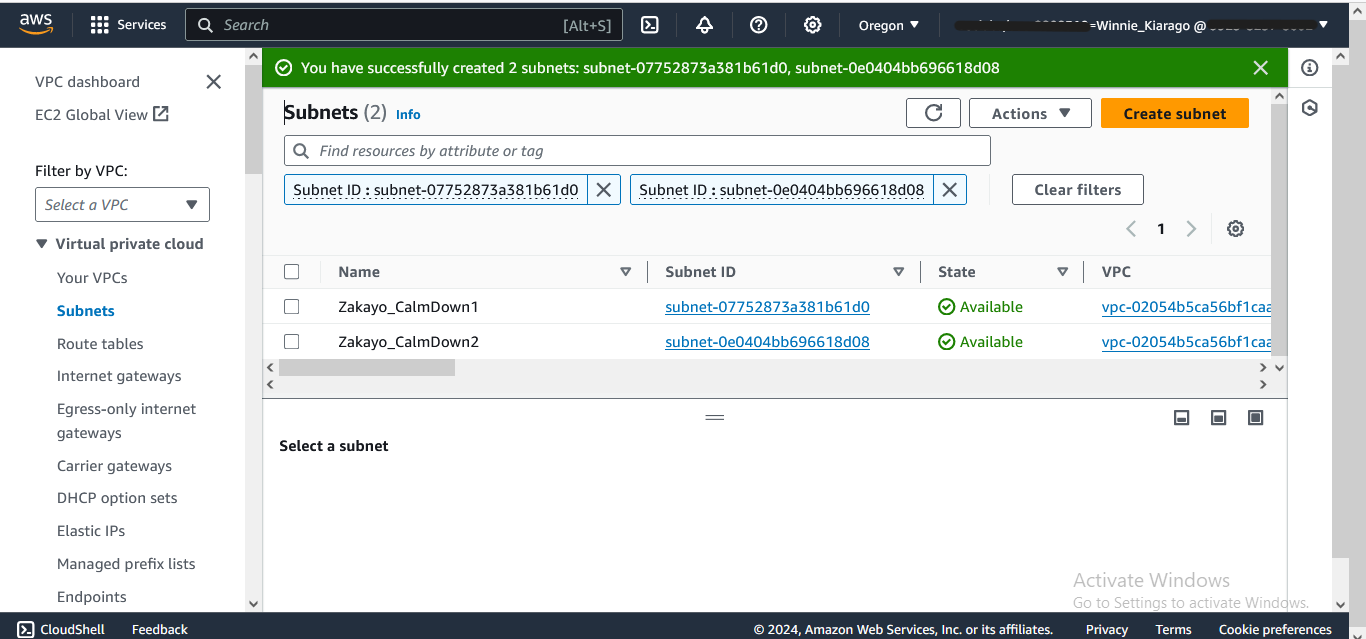 aws Services Search [Alt+S] Oregon =Winnie_Kiarago @
VPC dashboard
EC2 Global View
Filter by VPC:
Select a VPC
Virtual private cloud
Your VPCs
Subnets
Route tables
Internet gateways
Egress-only internet
gateways
Carrier gateways
DHCP option sets
Elastic IPs
Managed prefix lists
Endpoints
You have successfully created 2 subnets: subnet-07752873a381b61d0, subnet-0e0404bb696618d08
Subnets (2) Info Actions Create subnet
Find resources by attribute or tag
Subnet ID : subnet-07752873a381b61d0 Subnet ID : subnet-0e0404bb696618d08 Clear filters
1
Name Subnet ID State VPC
Zakayo_CalmDown1 subnet-07752873a381b61d0 Available vpc-02054b5ca56bf1caa
Zakayo_CalmDown2 subnet-0e0404bb696618d08 Available vpc-02054b5ca56bf1caa
Select a subnet
Activate Windows
Go to Settings to activate Windows.
CloudShell Feedback © 2024, Amazon Web Services, Inc. or its affiliates. Privacy Terms Cookie preferences